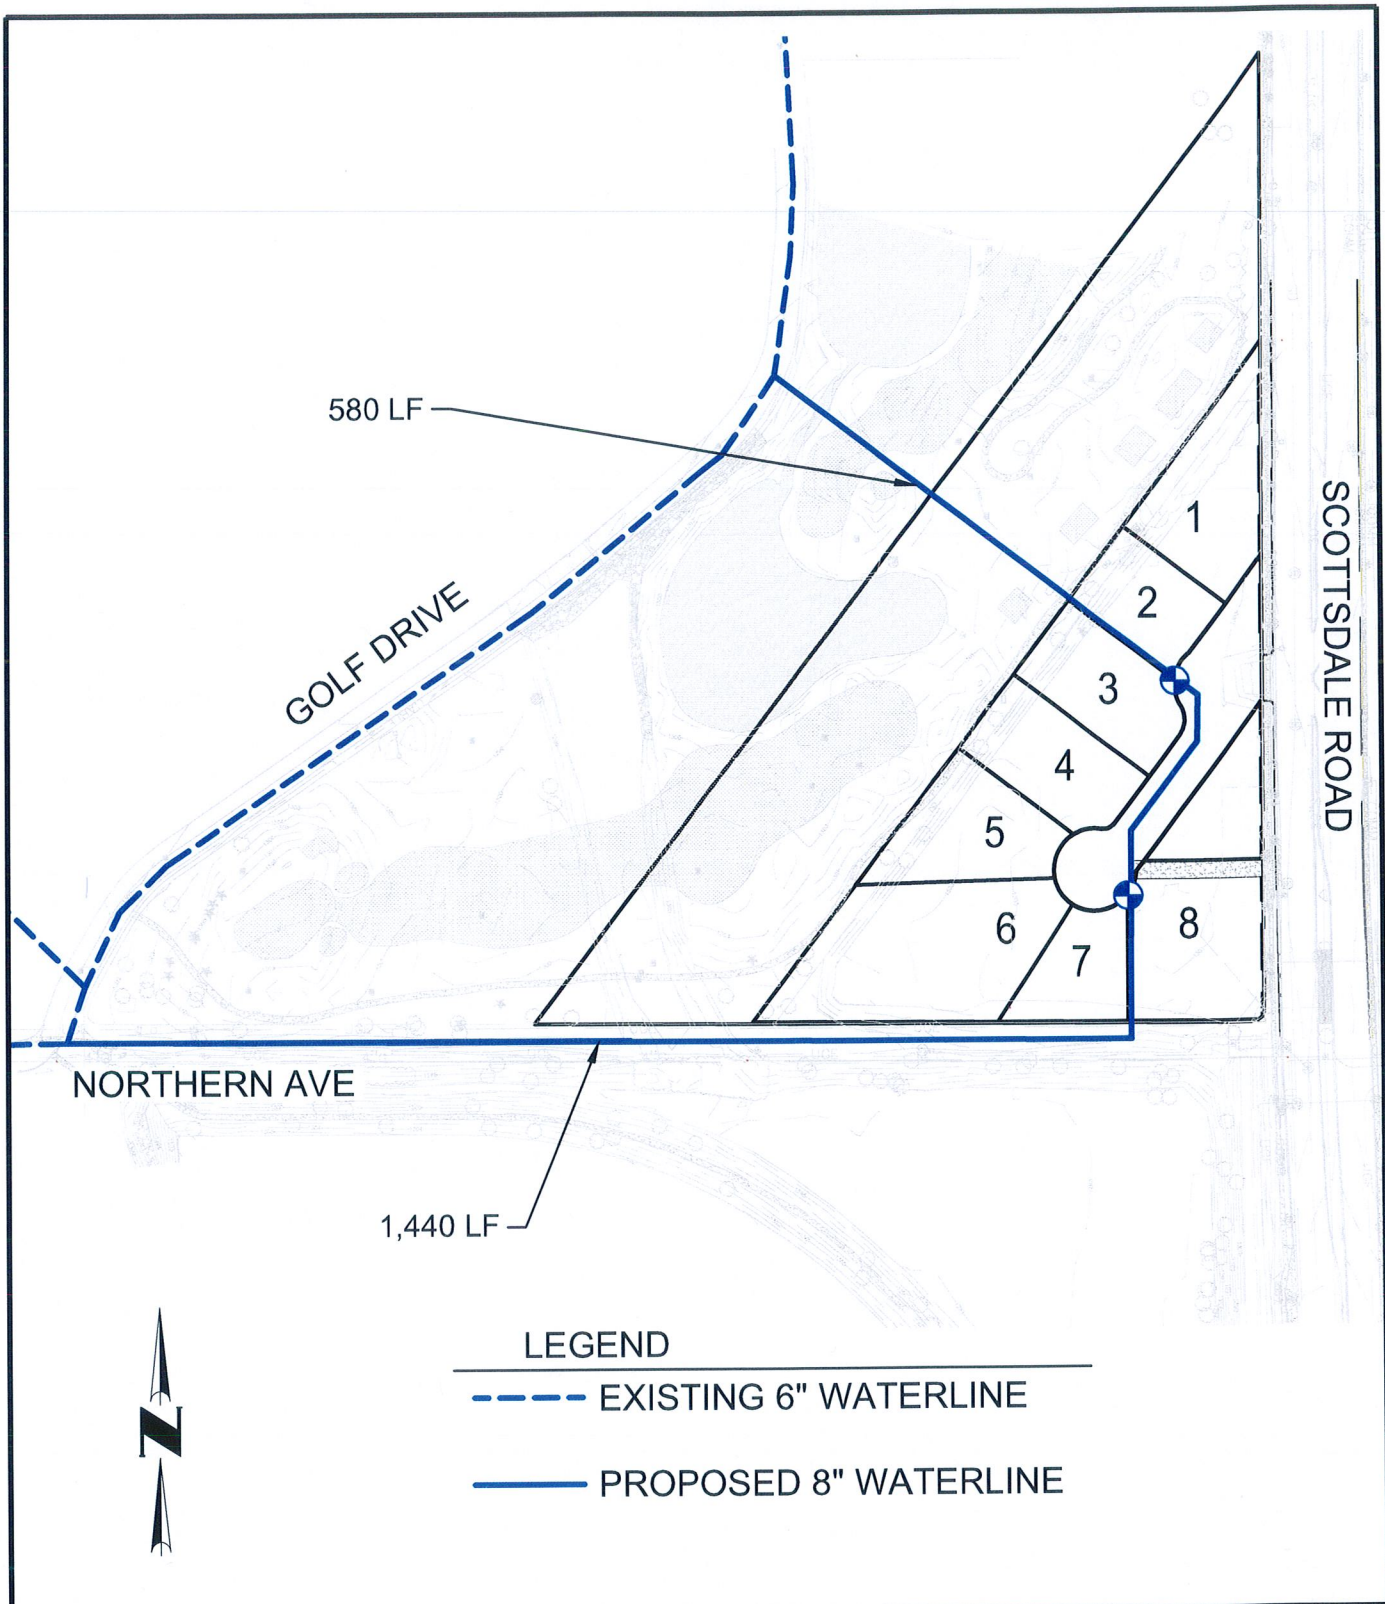 580 LF
1
2
3
4
5
6
7
8
GOLF DRIVE
SCOTTSDALE ROAD
NORTHERN AVE
1,440 LF
N
LEGEND
EXISTING 6" WATERLINE
PROPOSED 8" WATERLINE